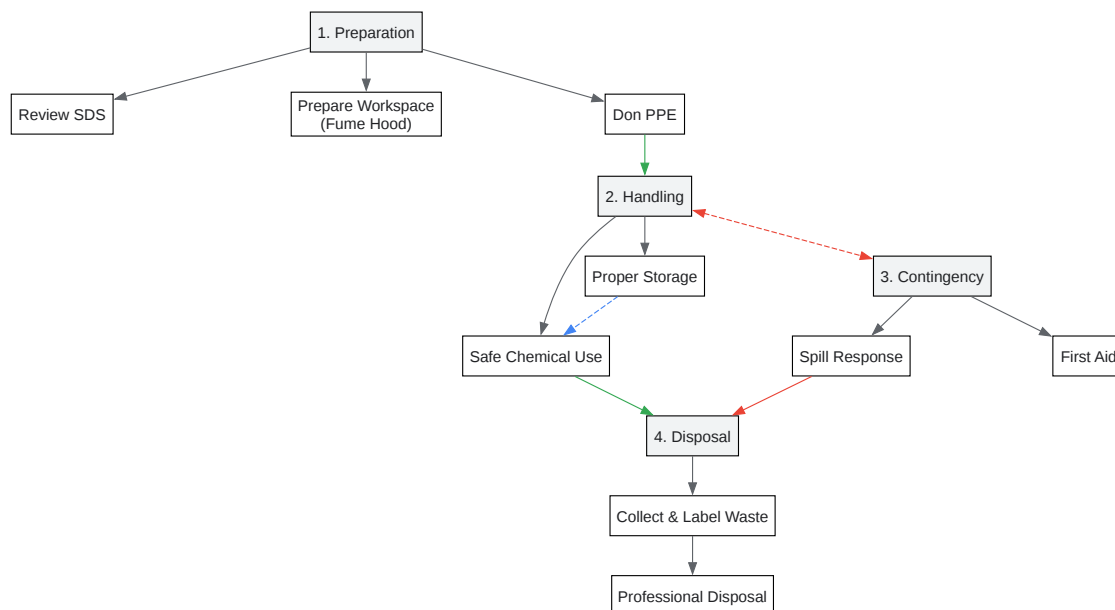 1. Preparation
Review SDS
Prepare Workspace
(Fume Hood)
Don PPE
2. Handling
Proper Storage
3. Contingency
Safe Chemical Use
Spill Response
First Aid
4. Disposal
Collect & Label Waste
Professional Disposal